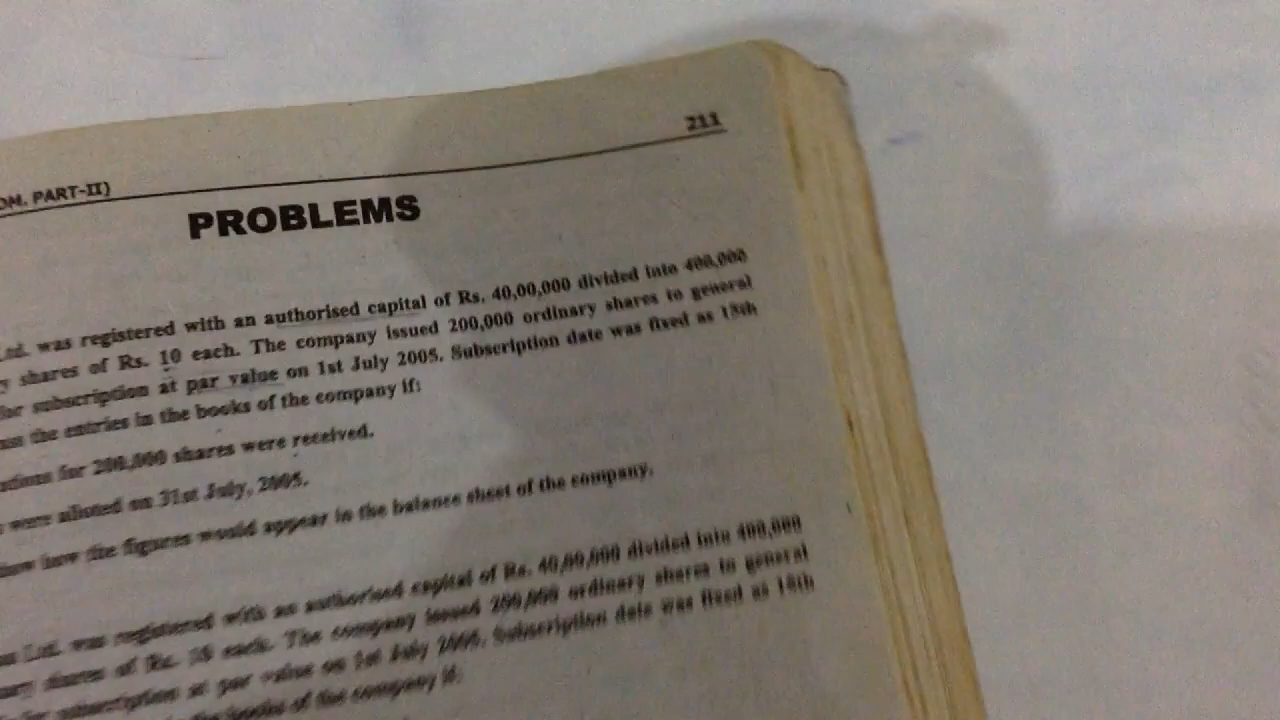 211
OM. PART-II)
PROBLEMS
Ltd. was registered with an authorised capital of Rs. 40,00,000 divided into 400,000
y shares of Rs. 10 each. The company issued 200,000 ordinary shares to general
for subscription at par value on 1st July 2005. Subscription date was fixed as
ass the entries in the books of the company if:
ations for 200,000 shares were received.
were alloted on 31st July, 2005.
how how the figures would appear in the balance sheet of the company.
Ltd. was registered with an authorised capital of Rs. 40,00,000 divided into 400,000
ary shares of Rs. 10 each. The company issued 200,000 ordinary shares to general
subscription at par value on 1st July 2005. Subscription date was fixed as
books of the company if: